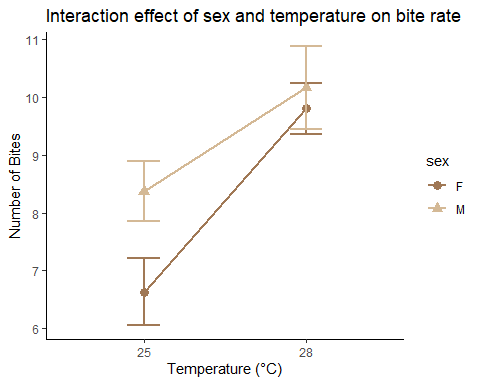 Interaction effect of sex and temperature on bite rate
11
10
9
8
7
6
Number of Bites
25
28
Temperature (°C)
sex
F
M